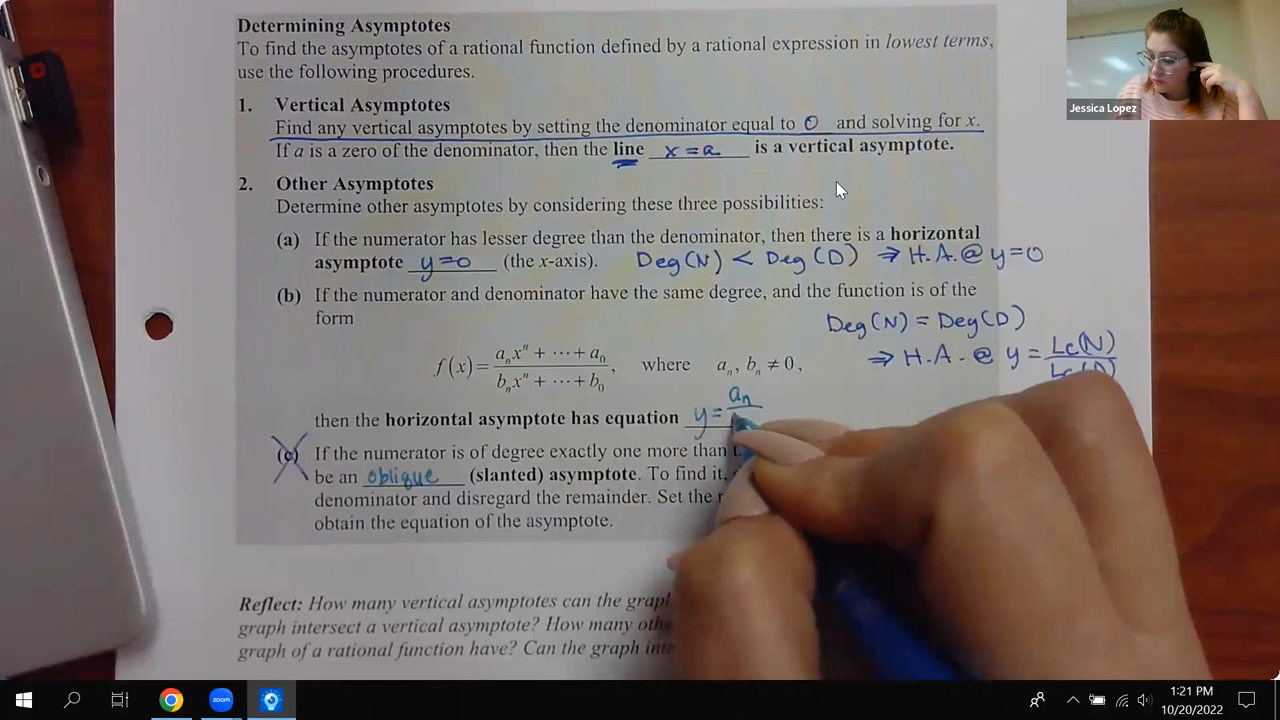 Determining Asymptotes
To find the asymptotes of a rational function defined by a rational expression in lowest terms,
use the following procedures.
1. Vertical Asymptotes
Find any vertical asymptotes by setting the denominator equal to 0 and solving for x.
If a is a zero of the denominator, then the line x=a is a vertical asymptote.
2. Other Asymptotes
Determine other asymptotes by considering these three possibilities:
(a) If the numerator has lesser degree than the denominator, then there is a horizontal
asymptote y=0 (the x-axis). Deg(N) < Deg(D) ⇒ H.A.@ y=0
(b) If the numerator and denominator have the same degree, and the function is of the
form
Deg(N) = Deg(D)
⇒ H.A. @ y = Lc(N)/Lc(D)
f(x) = (aₙxⁿ + ⋯ + a₀)/(bₙxⁿ + ⋯ + b₀), where aₙ, bₙ ≠ 0,
then the horizontal asymptote has equation y = aₙ
(c) If the numerator is of degree exactly one more than
be an oblique (slanted) asymptote. To find it,
denominator and disregard the remainder. Set the
obtain the equation of the asymptote.
Reflect: How many vertical asymptotes can the
graph intersect a vertical asymptote? How many
graph of a rational function have? Can the graph
Jessica Lopez
zoom
1:21 PM
10/20/2022